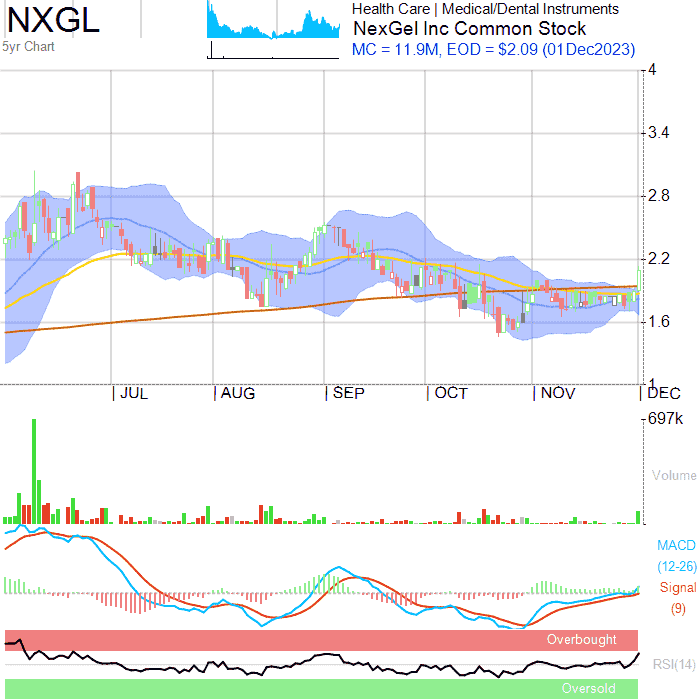 NXGL
5yr Chart
Health Care | Medical/Dental Instruments
NexGel Inc Common Stock
MC = 11.9M, EOD = $2.09 (01Dec2023)
4
3.4
2.8
2.2
1.6
1
JUL
AUG
SEP
OCT
NOV
DEC
697k
Volume
MACD
(12-26)
Signal
(9)
Overbought
RSI(14)
Oversold